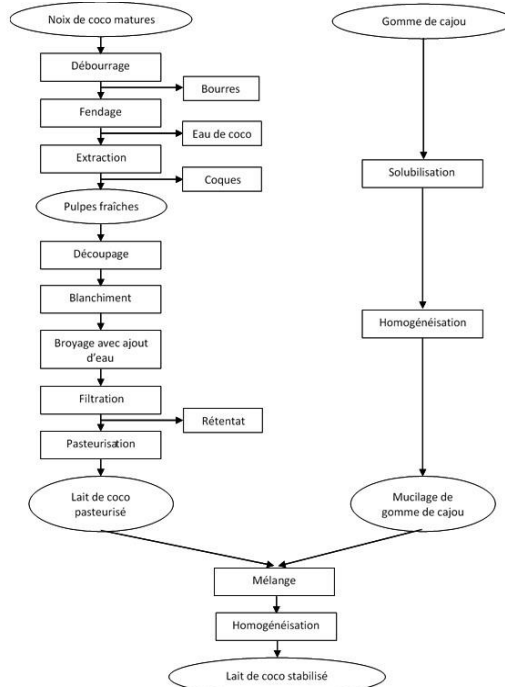 Noix de coco matures
Gomme de cajou
Débourrage
Bourres
Fendage
Eau de coco
Extraction
Solubilisation
Coques
Pulpes fraîches
Découpage
Blanchiment
Homogénéisation
Broyage avec ajout
d'eau
Filtration
Rétentat
Pasteurisation
Lait de coco
pasteurisé
Mucilage de
gomme de cajou
Mélange
Homogénéisation
Lait de coco stabilisé